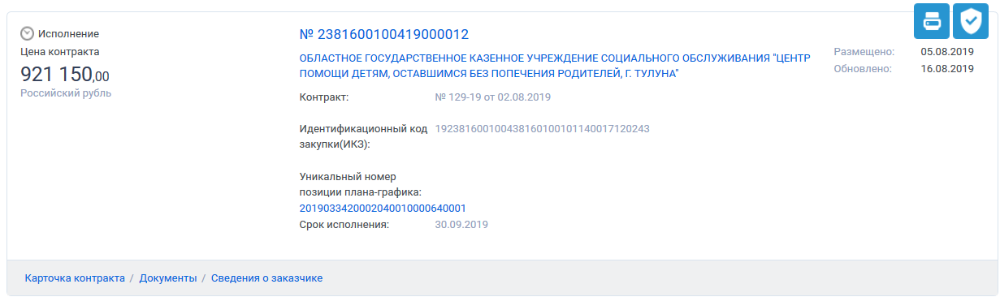 Исполнение
Цена контракта
921 150,00
Российский рубль
№ 2381600100419000012
ОБЛАСТНОЕ ГОСУДАРСТВЕННОЕ КАЗЕННОЕ УЧРЕЖДЕНИЕ СОЦИАЛЬНОГО ОБСЛУЖИВАНИЯ "ЦЕНТР
ПОМОЩИ ДЕТЯМ, ОСТАВШИМСЯ БЕЗ ПОПЕЧЕНИЯ РОДИТЕЛЕЙ, Г. ТУЛУНА"
Контракт: № 129-19 от 02.08.2019
Идентификационный код 192381600100438160100101140017120243
закупки(ИКЗ):
Уникальный номер
позиции плана-графика:
2019033420002040010000640001
Срок исполнения: 30.09.2019
Размещено: 05.08.2019
Обновлено: 16.08.2019
Карточка контракта / Документы / Сведения о заказчике